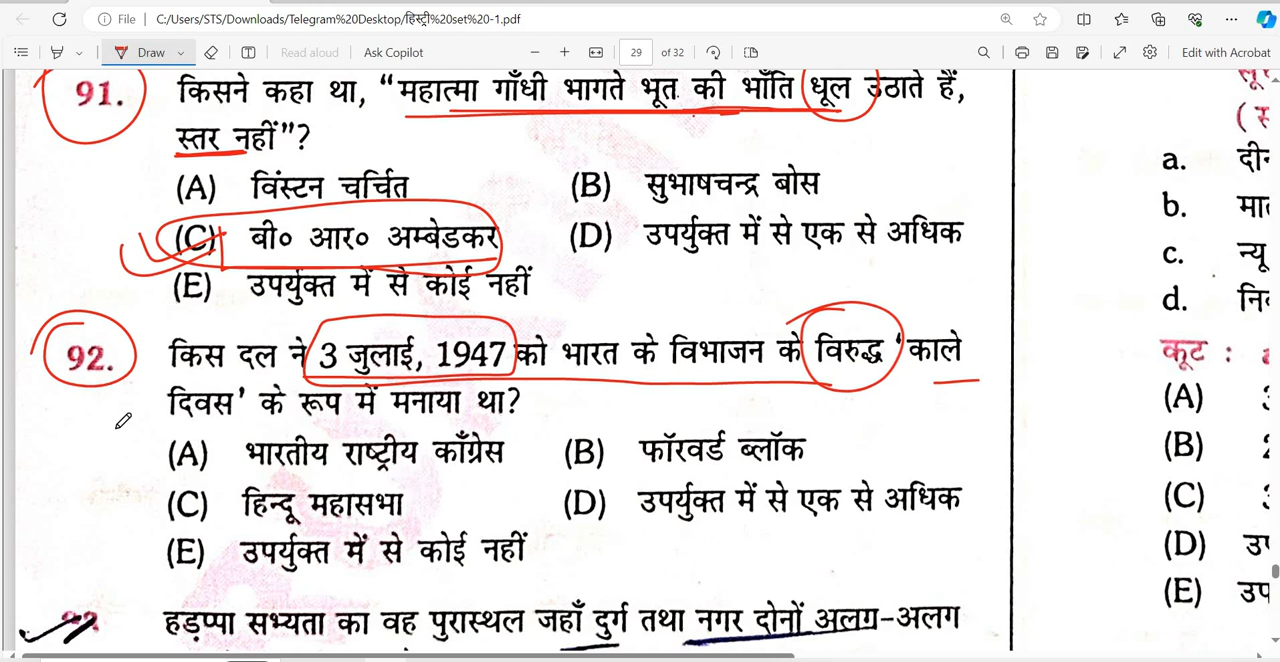 File C:/Users/STS/Downloads/Telegram%20Desktop/हिस्ट्री%20set%20-1.pdf
Draw Read aloud Ask Copilot 29 of 32 Edit with Acrobat
91. किसने कहा था, “महात्मा गाँधी भागते भूत की भाँति धूल उठाते हैं,
स्तर नहीं”?
(A) विंस्टन चर्चित (B) सुभाषचन्द्र बोस
(C) बी० आर० अम्बेडकर (D) उपर्युक्त में से एक से अधिक
(E) उपर्युक्त में से कोई नहीं
92. किस दल ने 3 जुलाई, 1947 को भारत के विभाजन के विरुद्ध ‘काले
दिवस’ के रूप में मनाया था?
(A) भारतीय राष्ट्रीय काँग्रेस (B) फॉरवर्ड ब्लॉक
(C) हिन्दू महासभा (D) उपर्युक्त में से एक से अधिक
(E) उपर्युक्त में से कोई नहीं
हड़प्पा सभ्यता का वह पुरास्थल जहाँ दुर्ग तथा नगर दोनों अलग-अलग
a.
b.
c. न्यू
d.
कूट : a
(A)
(B)
(C)
(D)
(E)